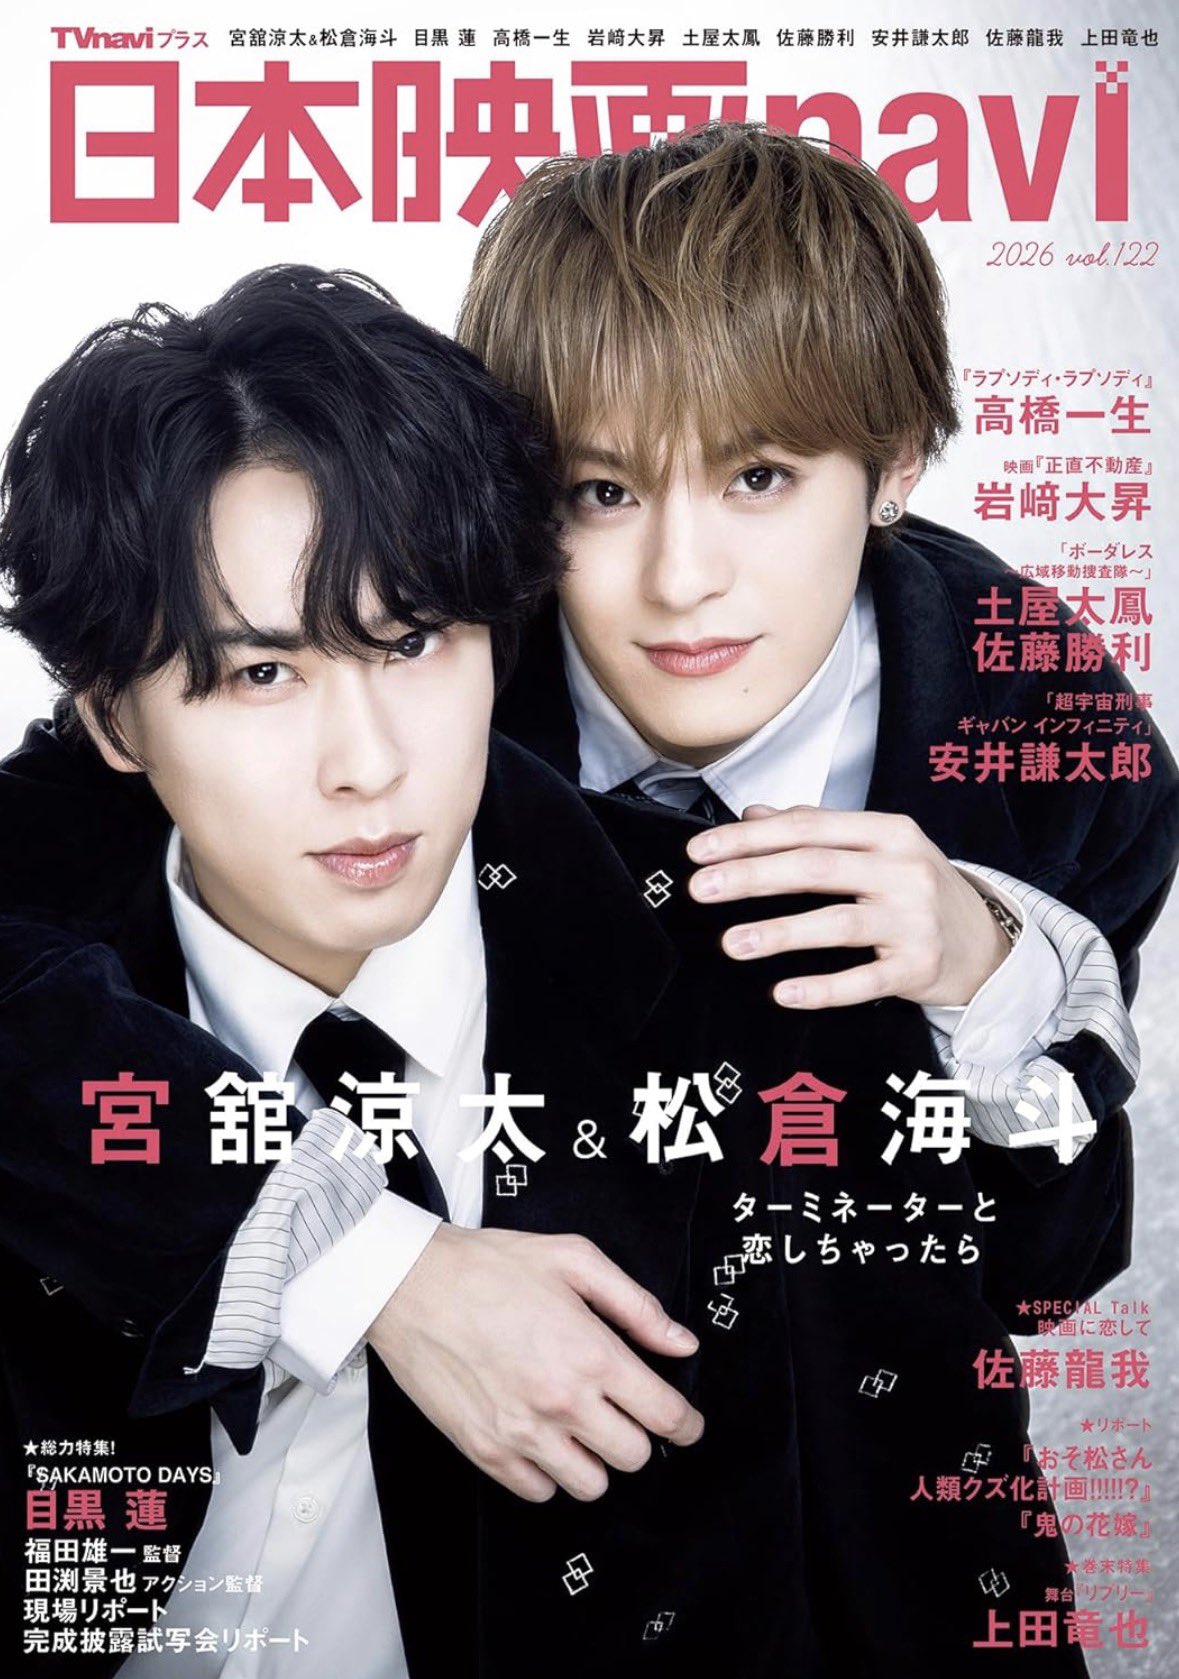 TVnaviプラス 宮舘涼太&松倉海斗 目黒 蓮 高橋一生 岩﨑大昇 土屋太鳳 佐藤勝利 安井謙太郎 佐藤龍我 上田竜也
日本映画navi
2026 vol.122
『ラプソディ・ラプソディ』
高橋一生
映画『正直不動産』
岩﨑大昇
「ボーダレス
~広域移動捜査隊~」
土屋太鳳
佐藤勝利
「超宇宙刑事
ギャバン インフィニティ」
安井謙太郎
宮舘涼太&松倉海斗
ターミネーターと
恋しちゃったら
★SPECIAL Talk
映画に恋して
佐藤龍我
★リポート
『おそ松さん
人類クズ化計画!!!!!?』
『鬼の花嫁』
★巻末特集
舞台『リプリー』
上田竜也
★総力特集!
『SAKAMOTO DAYS』
目黒 蓮
福田雄一 監督
田渕景也 アクション監督
現場リポート
完成披露試写会リポート